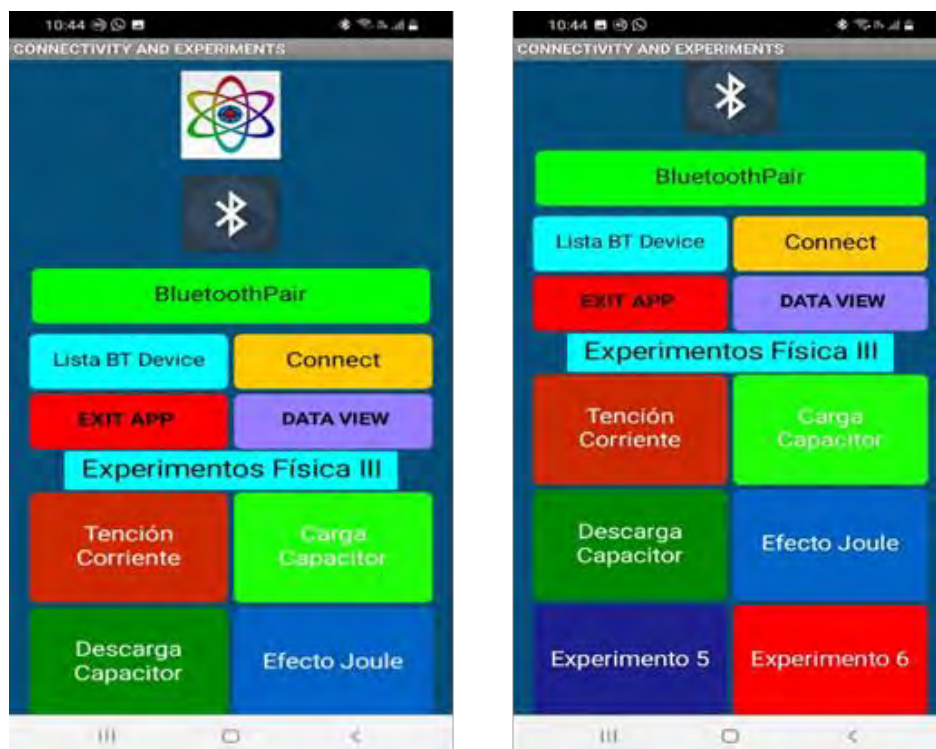 10:44
CONNECTIVITY AND EXPERIMENTS
BluetoothPair
Lista BT Device
Connect
EXIT APP
DATA VIEW
Experimentos Física III
Tención
Corriente
Carga
Capacitor
Descarga
Capacitor
Efecto Joule
10:44
CONNECTIVITY AND EXPERIMENTS
BluetoothPair
Lista BT Device
Connect
EXIT APP
DATA VIEW
Experimentos Física III
Tención
Corriente
Carga
Capacitor
Descarga
Capacitor
Efecto Joule
Experimento 5
Experimento 6